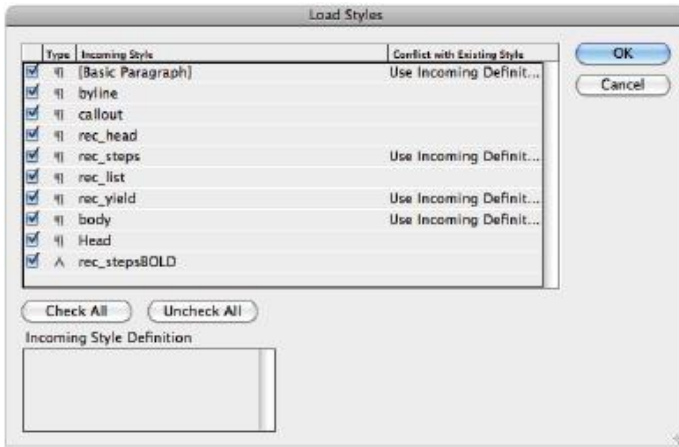 Load Styles
Type Incoming Style Conflict with Existing Style
[Basic Paragraph] Use Incoming Definit...
byline
callout
rec_head
rec_steps Use Incoming Definit...
rec_list
rec_yield Use Incoming Definit...
body Use Incoming Definit...
Head
A rec_stepsBOLD
OK
Cancel
Check All Uncheck All
Incoming Style Definition